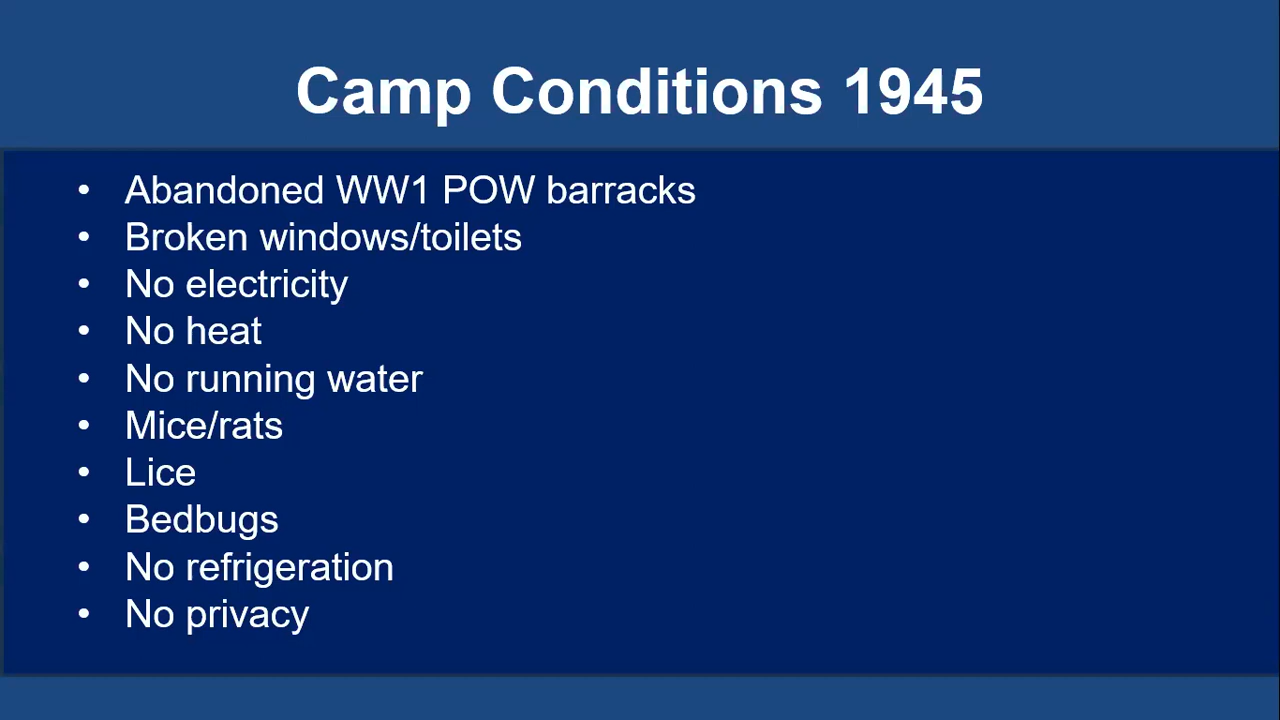 Camp Conditions 1945
• Abandoned WW1 POW barracks
• Broken windows/toilets
• No electricity
• No heat
• No running water
• Mice/rats
• Lice
• Bedbugs
• No refrigeration
• No privacy